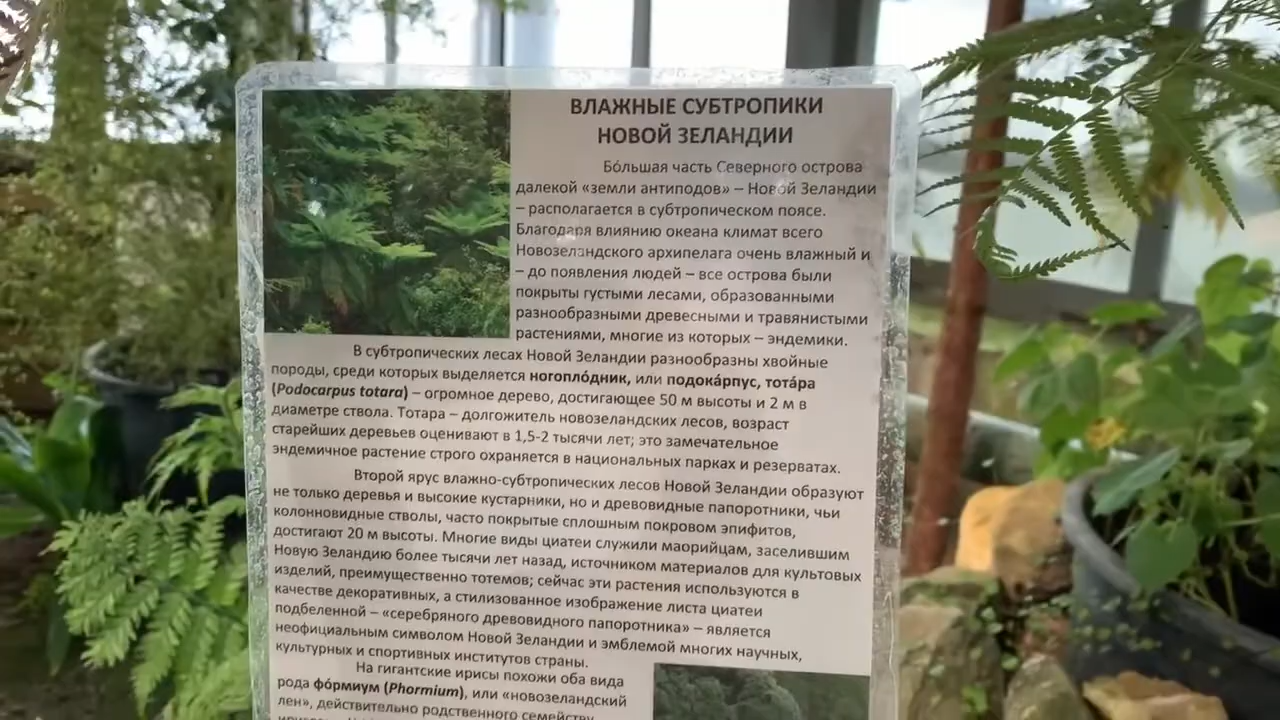 ВЛАЖНЫЕ СУБТРОПИКИ
НОВОЙ ЗЕЛАНДИИ
Бо́льшая часть Северного острова
далекой «земли антиподов» – Новой Зеландии
– располагается в субтропическом поясе.
Благодаря влиянию океана климат всего
Новозеландского архипелага очень влажный и
– до появления людей – все острова были
покрыты густыми лесами, образованными
разнообразными древесными и травянистыми
растениями, многие из которых – эндемики.
В субтропических лесах Новой Зеландии разнообразны хвойные
породы, среди которых выделяется ногопло́дник, или подока́рпус, тота́ра
(Podocarpus totara) – огромное дерево, достигающее 50 м высоты и 2 м в
диаметре ствола. Тотара – долгожитель новозеландских лесов, возраст
старейших деревьев оценивают в 1,5-2 тысячи лет; это замечательное
эндемичное растение строго охраняется в национальных парках и резерватах.
Второй ярус влажно-субтропических лесов Новой Зеландии образуют
не только деревья и высокие кустарники, но и древовидные папоротники, чьи
колонновидные стволы, часто покрытые сплошным покровом эпифитов,
достигают 20 м высоты. Многие виды циатеи служили маорийцам, заселившим
Новую Зеландию более тысячи лет назад, источником материалов для культовых
изделий, преимущественно тотемов; сейчас эти растения используются в
качестве декоративных, а стилизованное изображение листа циатеи
подбеленной – «серебряного древовидного папоротника» – является
неофициальным символом Новой Зеландии и эмблемой многих научных,
культурных и спортивных институтов страны.
На гигантские ирисы похожи оба вида
рода фо́рмиум (Phormium), или «новозеландский
лен», действительно родственного семейству